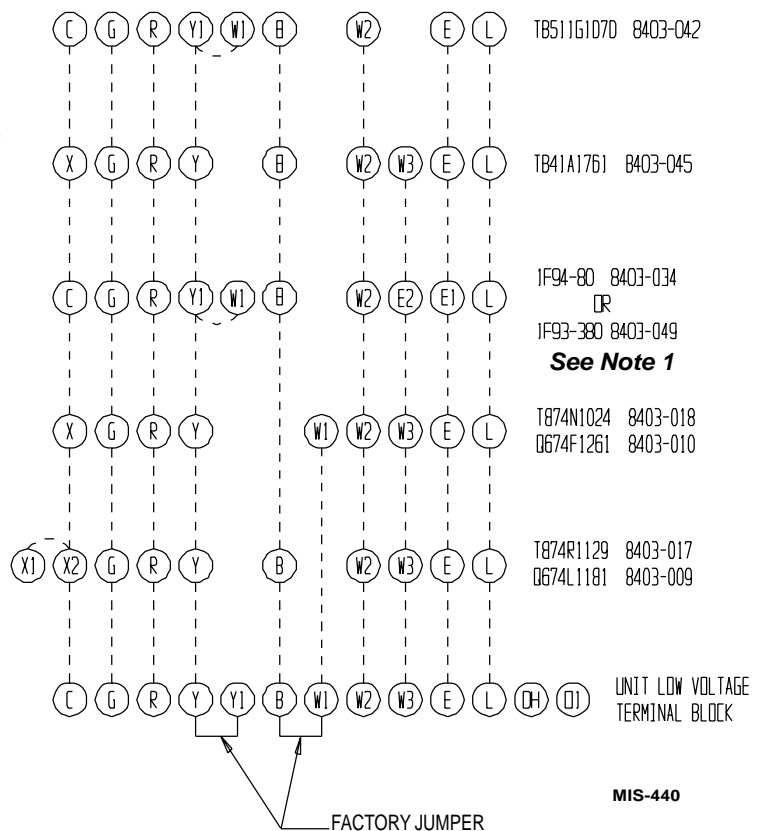 C G R Y1 W1 B W2 E L TB511G1D7D 8403-042
X G R Y B W2 W3 E L TB41A1761 8403-045
C G R Y1 W1 B W2 E2 E1 L 1F94-80 8403-034
OR
1F93-380 8403-049
See Note 1
X G R Y W1 W2 W3 E L T874N1024 8403-018
Q674F1261 8403-010
X1 X2 G R Y B W2 W3 E L T874R1129 8403-017
Q674L1181 8403-009
C G R Y Y1 B W1 W2 W3 E L OH O1 UNIT LOW VOLTAGE
TERMINAL BLOCK
MIS-440
FACTORY JUMPER